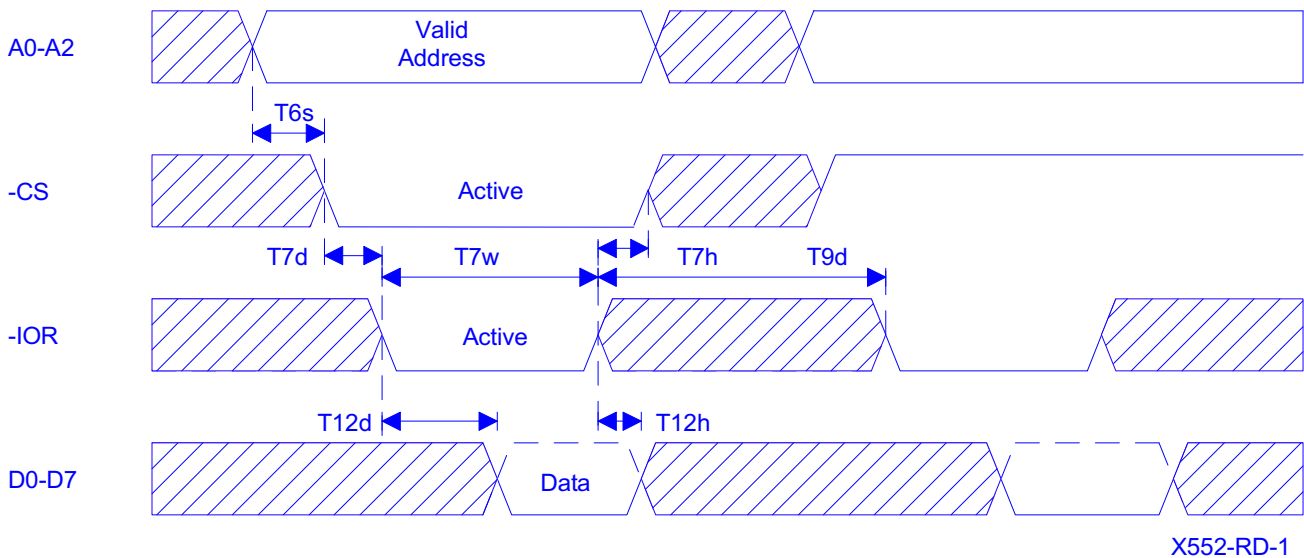 A0-A2
Valid
Address
T6s
-CS
Active
T7d
T7w
T7h
T9d
-IOR
Active
T12d
T12h
D0-D7
Data
X552-RD-1